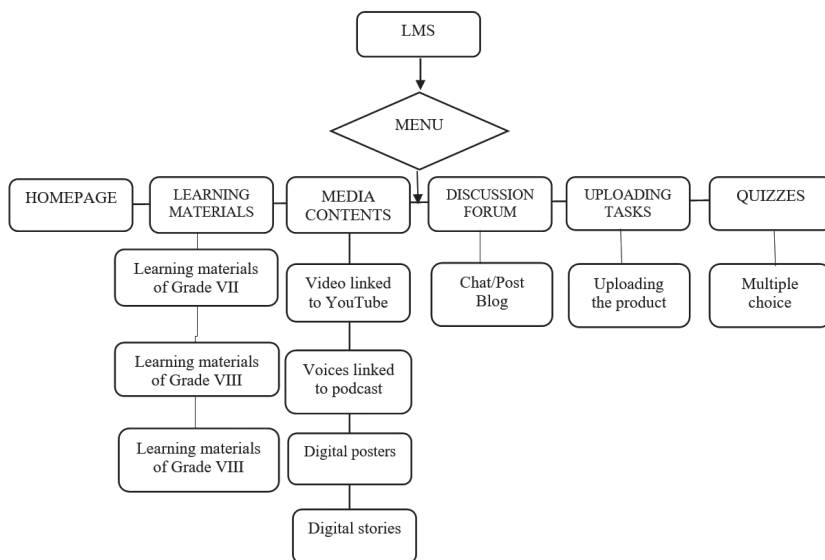 LMS
MENU
HOMEPAGE
LEARNING
MATERIALS
MEDIA
CONTENTS
DISCUSSION
FORUM
UPLOADING
TASKS
QUIZZES
Learning materials
of Grade VII
Video linked
to YouTube
Chat/Post
Blog
Uploading
the product
Multiple
choice
Learning materials
of Grade VIII
Voices linked
to podcast
Learning materials
of Grade VIII
Digital posters
Digital stories